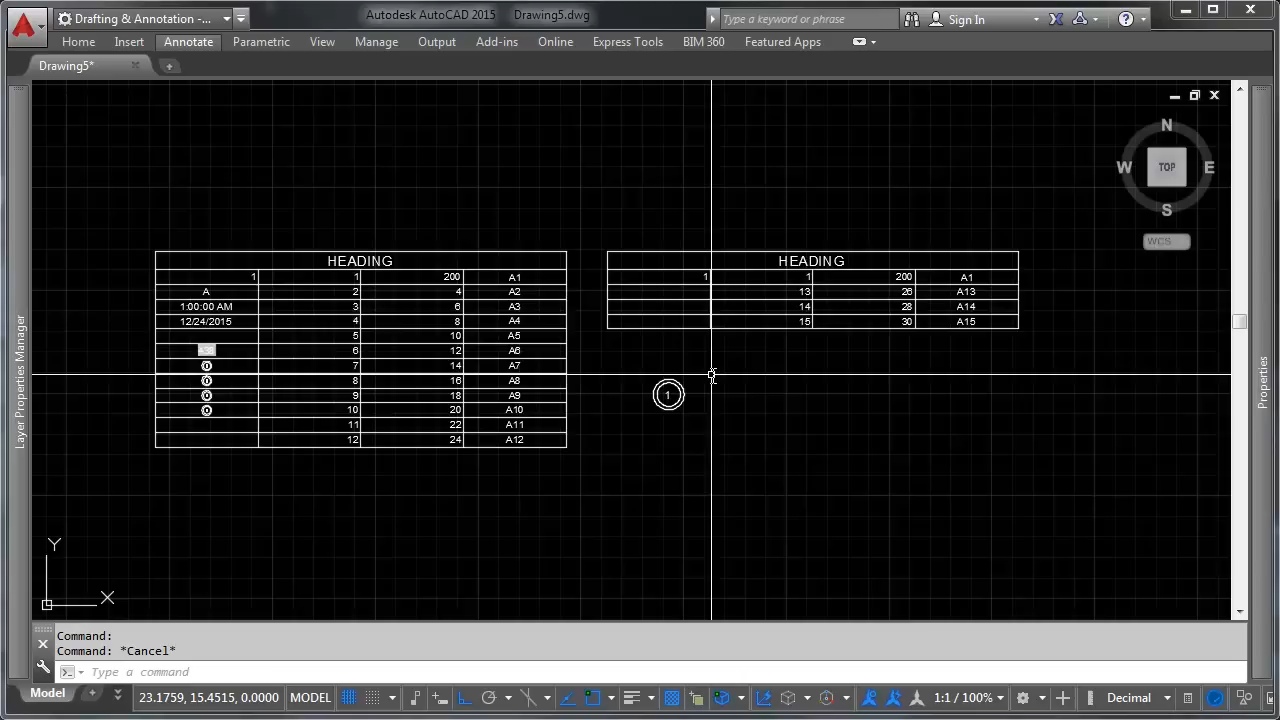 Drafting & Annotation -...
Autodesk AutoCAD 2015 Drawing5.dwg
Type a keyword or phrase
Sign In
Home Insert Annotate Parametric View Manage Output Add-ins Online Express Tools BIM 360 Featured Apps
Drawing5*
N
W TOP E
S
WCS
HEADING
1 1 200 A1
A 2 4 A2
1:00:00 AM 3 6 A3
12/24/2015 4 8 A4
5 10 A5
6 12 A6
7 14 A7
8 16 A8
9 18 A9
10 20 A10
11 22 A11
12 24 A12
HEADING
1 1 200 A1
13 26 A13
14 28 A14
15 30 A15
1
Layer Properties Manager
Properties
Y
X
Command:
Command: *Cancel*
Type a command
Model
23.1759, 15.4515, 0.0000 MODEL 1:1 / 100% Decimal